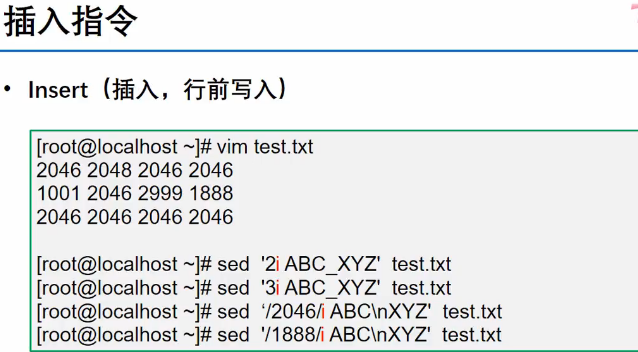 插入指令
• Insert（插入，行前写入）
[root@localhost ~]# vim test.txt
2046 2048 2046 2046
1001 2046 2999 1888
2046 2046 2046 2046
[root@localhost ~]# sed  '2i ABC_XYZ'  test.txt
[root@localhost ~]# sed  '3i ABC_XYZ'  test.txt
[root@localhost ~]# sed  ‘/2046/i ABC\nXYZ'  test.txt
[root@localhost ~]# sed  '/1888/i ABC\nXYZ'  test.txt